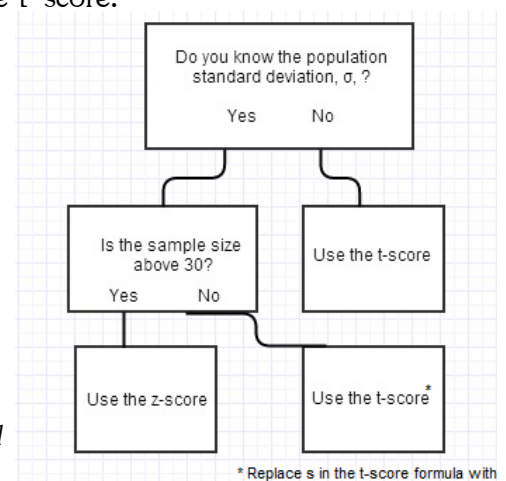 t-score.
Do you know the population
standard deviation, σ, ?
Yes No
Is the sample size
above 30?
Yes No
Use the t-score
Use the z-score
Use the t-score*
* Replace s in the t-score formula with